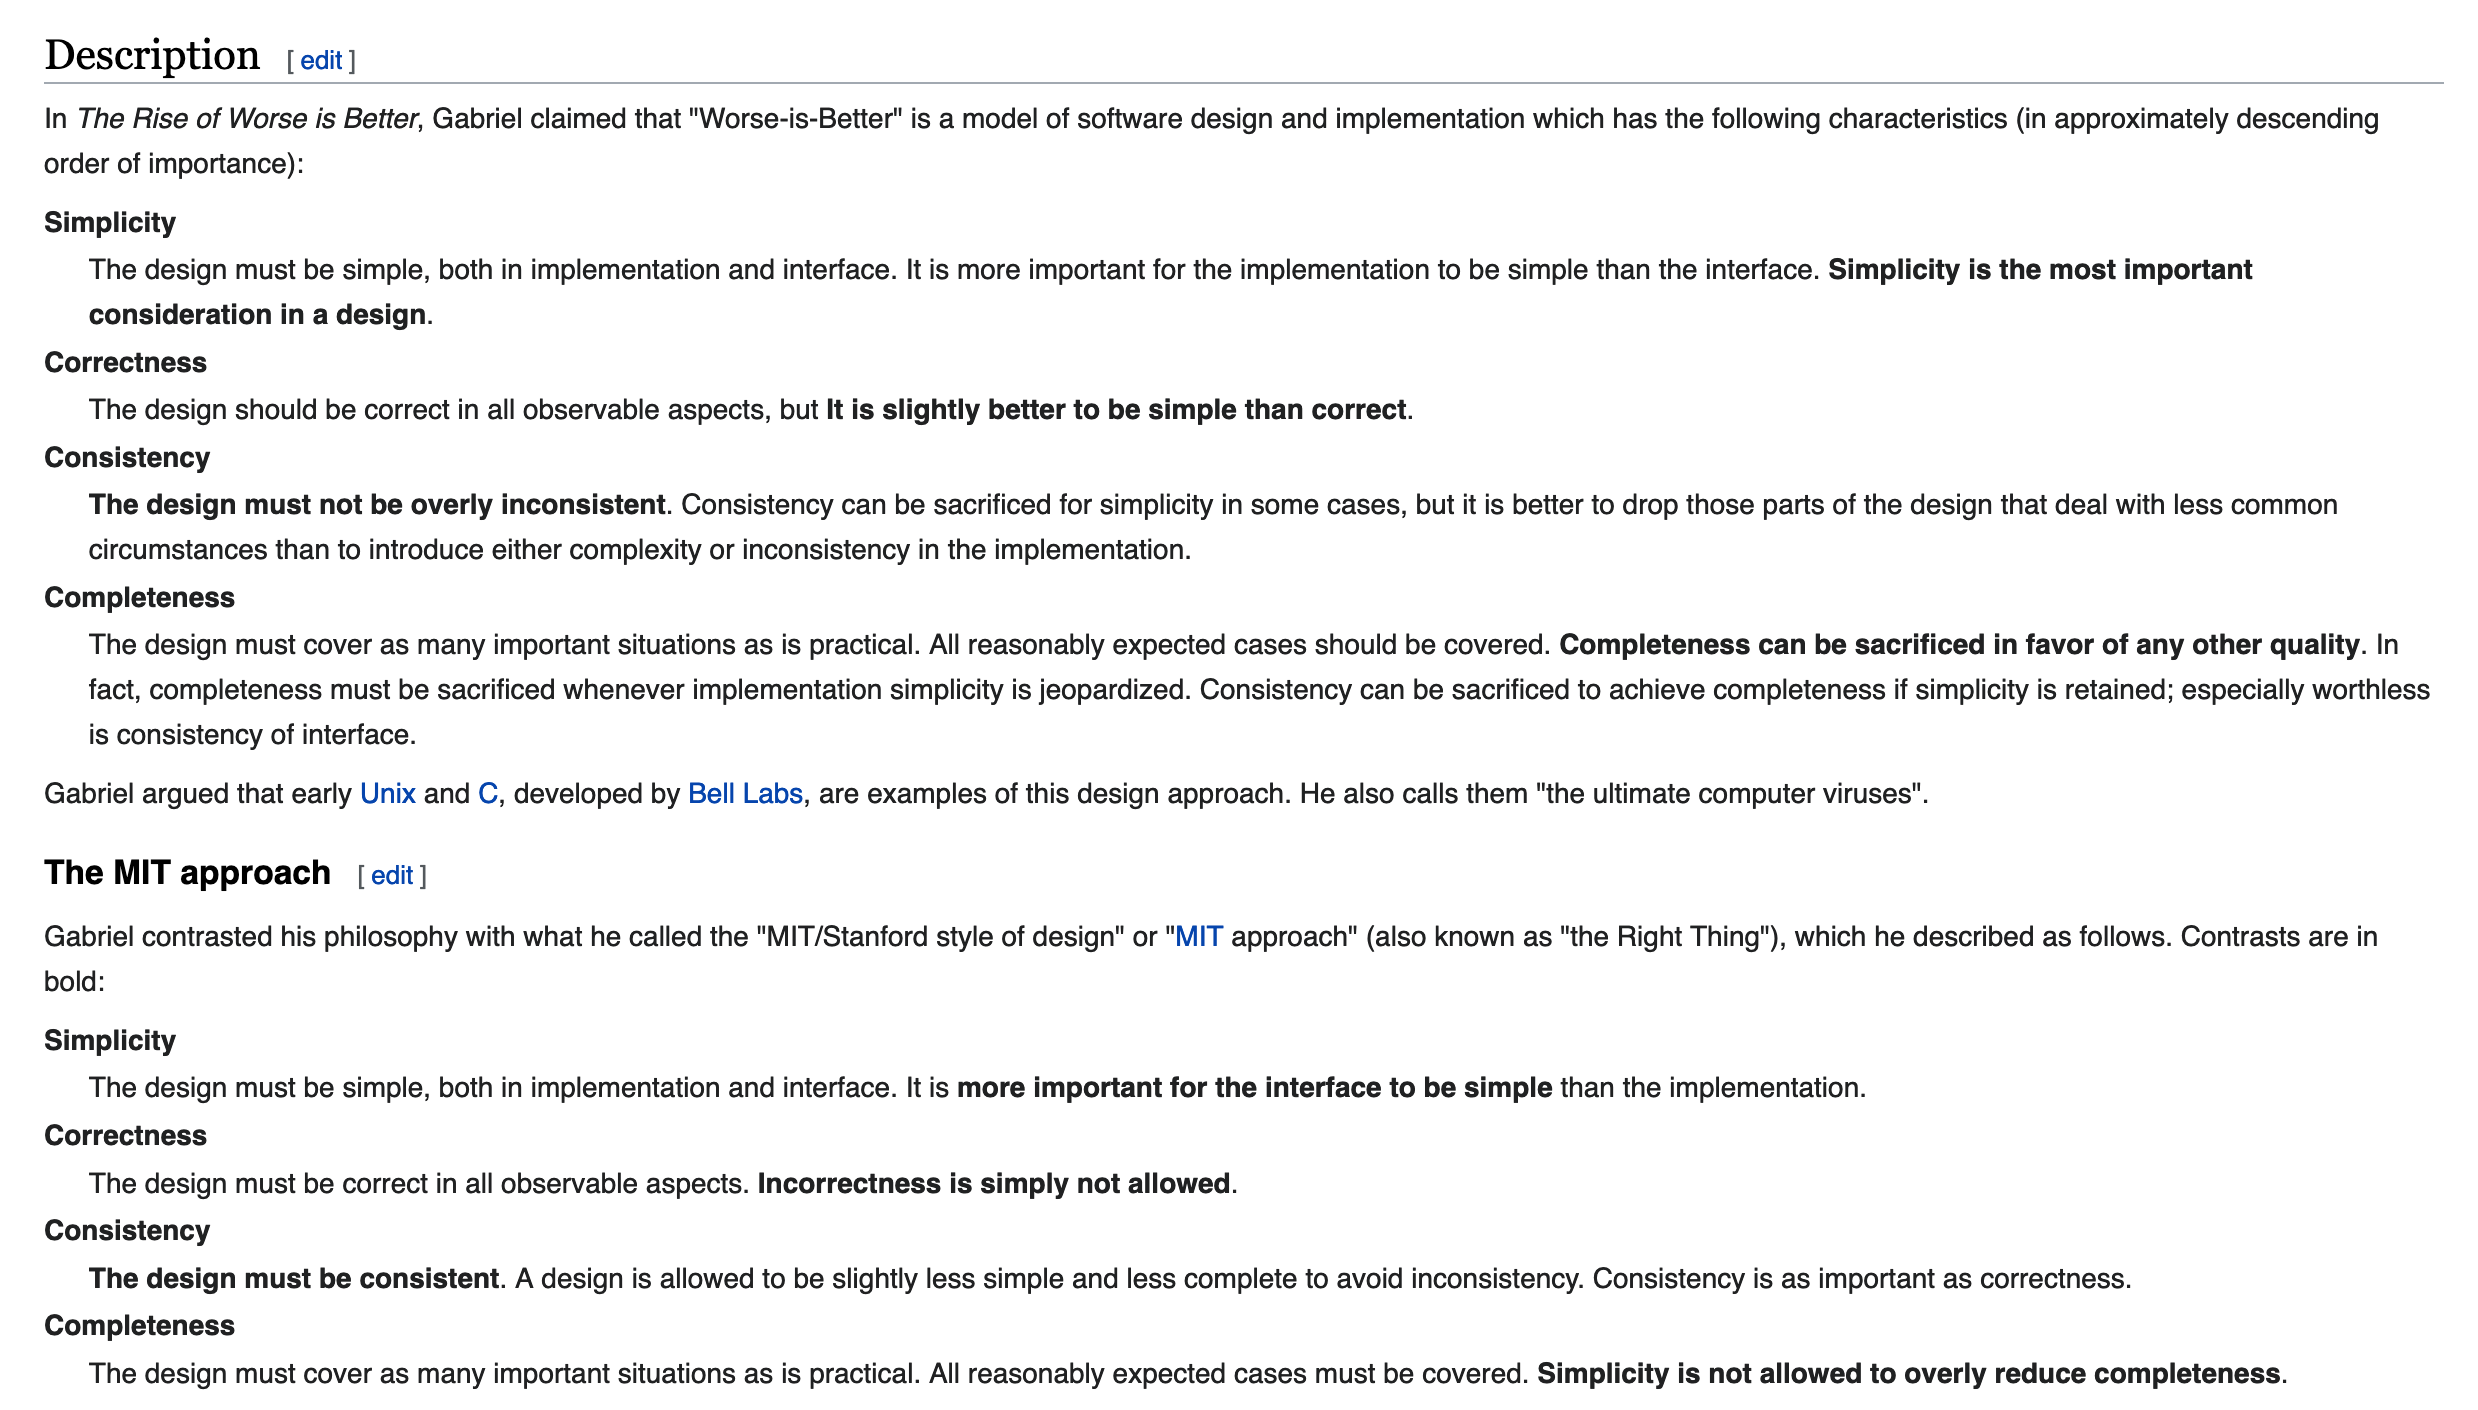 Description [ edit ]
In The Rise of Worse is Better, Gabriel claimed that "Worse-is-Better" is a model of software design and implementation which has the following characteristics (in approximately descending
order of importance):
Simplicity
The design must be simple, both in implementation and interface. It is more important for the implementation to be simple than the interface. Simplicity is the most important
consideration in a design.
Correctness
The design should be correct in all observable aspects, but It is slightly better to be simple than correct.
Consistency
The design must not be overly inconsistent. Consistency can be sacrificed for simplicity in some cases, but it is better to drop those parts of the design that deal with less common
circumstances than to introduce either complexity or inconsistency in the implementation.
Completeness
The design must cover as many important situations as is practical. All reasonably expected cases should be covered. Completeness can be sacrificed in favor of any other quality. In
fact, completeness must be sacrificed whenever implementation simplicity is jeopardized. Consistency can be sacrificed to achieve completeness if simplicity is retained; especially worthless
is consistency of interface.
Gabriel argued that early Unix and C, developed by Bell Labs, are examples of this design approach. He also calls them "the ultimate computer viruses".
The MIT approach [ edit ]
Gabriel contrasted his philosophy with what he called the "MIT/Stanford style of design" or "MIT approach" (also known as "the Right Thing"), which he described as follows. Contrasts are in
bold:
Simplicity
The design must be simple, both in implementation and interface. It is more important for the interface to be simple than the implementation.
Correctness
The design must be correct in all observable aspects. Incorrectness is simply not allowed.
Consistency
The design must be consistent. A design is allowed to be slightly less simple and less complete to avoid inconsistency. Consistency is as important as correctness.
Completeness
The design must cover as many important situations as is practical. All reasonably expected cases must be covered. Simplicity is not allowed to overly reduce completeness.